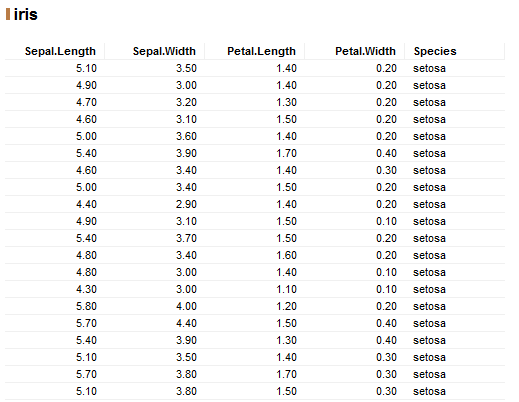 iris
Sepal.Length Sepal.Width Petal.Length Petal.Width Species
5.10 3.50 1.40 0.20 setosa
4.90 3.00 1.40 0.20 setosa
4.70 3.20 1.30 0.20 setosa
4.60 3.10 1.50 0.20 setosa
5.00 3.60 1.40 0.20 setosa
5.40 3.90 1.70 0.40 setosa
4.60 3.40 1.40 0.30 setosa
5.00 3.40 1.50 0.20 setosa
4.40 2.90 1.40 0.20 setosa
4.90 3.10 1.50 0.10 setosa
5.40 3.70 1.50 0.20 setosa
4.80 3.40 1.60 0.20 setosa
4.80 3.00 1.40 0.10 setosa
4.30 3.00 1.10 0.10 setosa
5.80 4.00 1.20 0.20 setosa
5.70 4.40 1.50 0.40 setosa
5.40 3.90 1.30 0.40 setosa
5.10 3.50 1.40 0.30 setosa
5.70 3.80 1.70 0.30 setosa
5.10 3.80 1.50 0.30 setosa